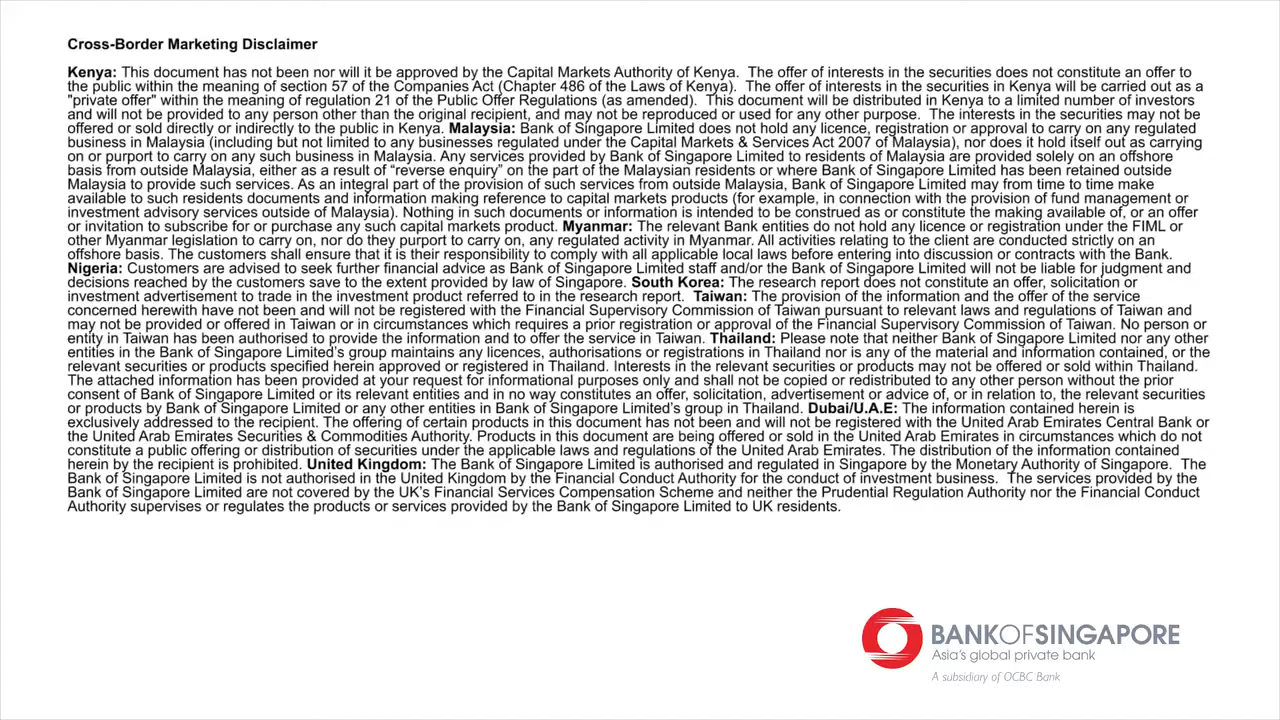 Cross-Border Marketing Disclaimer
Kenya: This document has not been nor will it be approved by the Capital Markets Authority of Kenya.  The offer of interests in the securities does not constitute an offer to
the public within the meaning of section 57 of the Companies Act (Chapter 486 of the Laws of Kenya).  The offer of interests in the securities in Kenya will be carried out as a
"private offer" within the meaning of regulation 21 of the Public Offer Regulations (as amended).  This document will be distributed in Kenya to a limited number of investors
and will not be provided to any person other than the original recipient, and may not be reproduced or used for any other purpose.  The interests in the securities may not be
offered or sold directly or indirectly to the public in Kenya. Malaysia: Bank of Singapore Limited does not hold any licence, registration or approval to carry on any regulated
business in Malaysia (including but not limited to any businesses regulated under the Capital Markets & Services Act 2007 of Malaysia), nor does it hold itself out as carrying
on or purport to carry on any such business in Malaysia. Any services provided by Bank of Singapore Limited to residents of Malaysia are provided solely on an offshore
basis from outside Malaysia, either as a result of “reverse enquiry” on the part of the Malaysian residents or where Bank of Singapore Limited has been retained outside
Malaysia to provide such services. As an integral part of the provision of such services from outside Malaysia, Bank of Singapore Limited may from time to time make
available to such residents documents and information making reference to capital markets products (for example, in connection with the provision of fund management or
investment advisory services outside of Malaysia). Nothing in such documents or information is intended to be construed as or constitute the making available of, or an offer
or invitation to subscribe for or purchase any such capital markets product. Myanmar: The relevant Bank entities do not hold any licence or registration under the FIML or
other Myanmar legislation to carry on, nor do they purport to carry on, any regulated activity in Myanmar. All activities relating to the client are conducted strictly on an
offshore basis. The customers shall ensure that it is their responsibility to comply with all applicable local laws before entering into discussion or contracts with the Bank.
Nigeria: Customers are advised to seek further financial advice as Bank of Singapore Limited staff and/or the Bank of Singapore Limited will not be liable for judgment and
decisions reached by the customers save to the extent provided by law of Singapore. South Korea: The research report does not constitute an offer, solicitation or
investment advertisement to trade in the investment product referred to in the research report.  Taiwan: The provision of the information and the offer of the service
concerned herewith have not been and will not be registered with the Financial Supervisory Commission of Taiwan pursuant to relevant laws and regulations of Taiwan and
may not be provided or offered in Taiwan or in circumstances which requires a prior registration or approval of the Financial Supervisory Commission of Taiwan. No person or
entity in Taiwan has been authorised to provide the information and to offer the service in Taiwan. Thailand: Please note that neither Bank of Singapore Limited nor any other
entities in the Bank of Singapore Limited’s group maintains any licences, authorisations or registrations in Thailand nor is any of the material and information contained, or the
relevant securities or products specified herein approved or registered in Thailand. Interests in the relevant securities or products may not be offered or sold within Thailand.
The attached information has been provided at your request for informational purposes only and shall not be copied or redistributed to any other person without the prior
consent of Bank of Singapore Limited or its relevant entities and in no way constitutes an offer, solicitation, advertisement or advice of, or in relation to, the relevant securities
or products by Bank of Singapore Limited or any other entities in Bank of Singapore Limited’s group in Thailand. Dubai/U.A.E: The information contained herein is
exclusively addressed to the recipient. The offering of certain products in this document has not been and will not be registered with the United Arab Emirates Central Bank or
the United Arab Emirates Securities & Commodities Authority. Products in this document are being offered or sold in the United Arab Emirates in circumstances which do not
constitute a public offering or distribution of securities under the applicable laws and regulations of the United Arab Emirates. The distribution of the information contained
herein by the recipient is prohibited. United Kingdom: The Bank of Singapore Limited is authorised and regulated in Singapore by the Monetary Authority of Singapore.  The
Bank of Singapore Limited is not authorised in the United Kingdom by the Financial Conduct Authority for the conduct of investment business.  The services provided by the
Bank of Singapore Limited are not covered by the UK's Financial Services Compensation Scheme and neither the Prudential Regulation Authority nor the Financial Conduct
Authority supervises or regulates the products or services provided by the Bank of Singapore Limited to UK residents.
BANKOFSINGAPORE
Asia's global private bank
A subsidiary of OCBC Bank